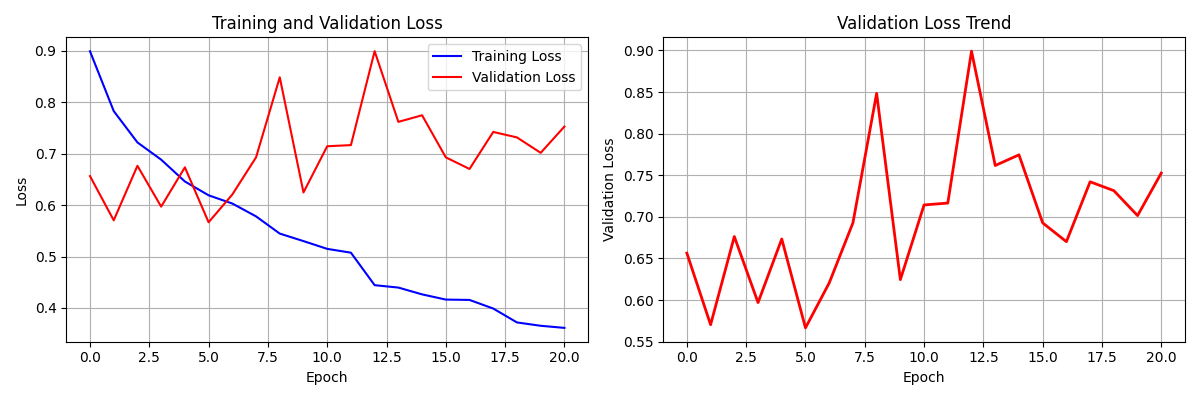 Training and Validation Loss
Loss
0.9
0.8
0.7
0.6
0.5
0.4
Training Loss
Validation Loss
0.0 2.5 5.0 7.5 10.0 12.5 15.0 17.5 20.0
Epoch
Validation Loss Trend
Validation Loss
0.90
0.85
0.80
0.75
0.70
0.65
0.60
0.55
0.0 2.5 5.0 7.5 10.0 12.5 15.0 17.5 20.0
Epoch